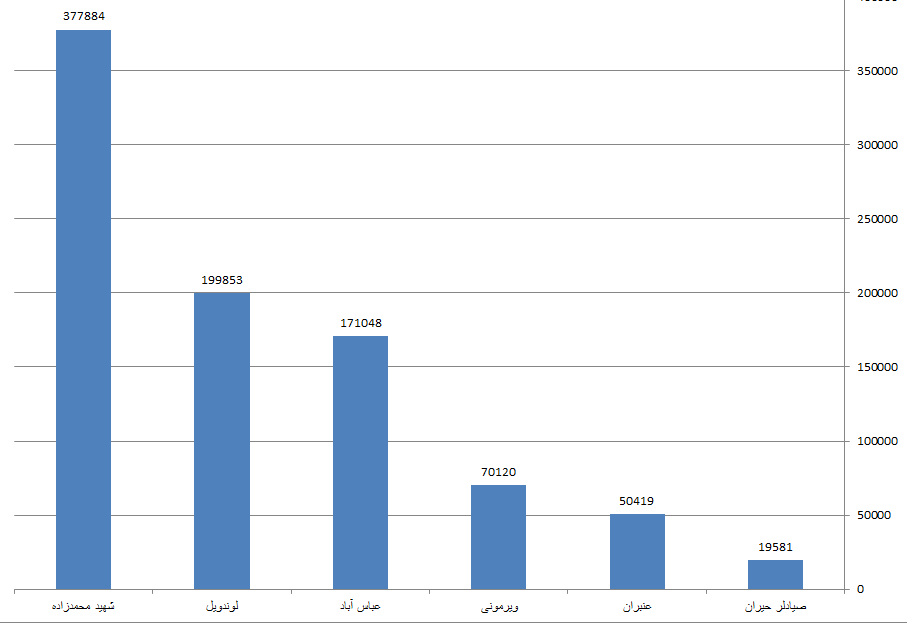 377884
199853
171048
70120
50419
19581
350000
300000
250000
200000
150000
100000
50000
0
صیادلر حیران
عنبران
ویرمونی
عباس آباد
لوندویل
شهید محمدزاده